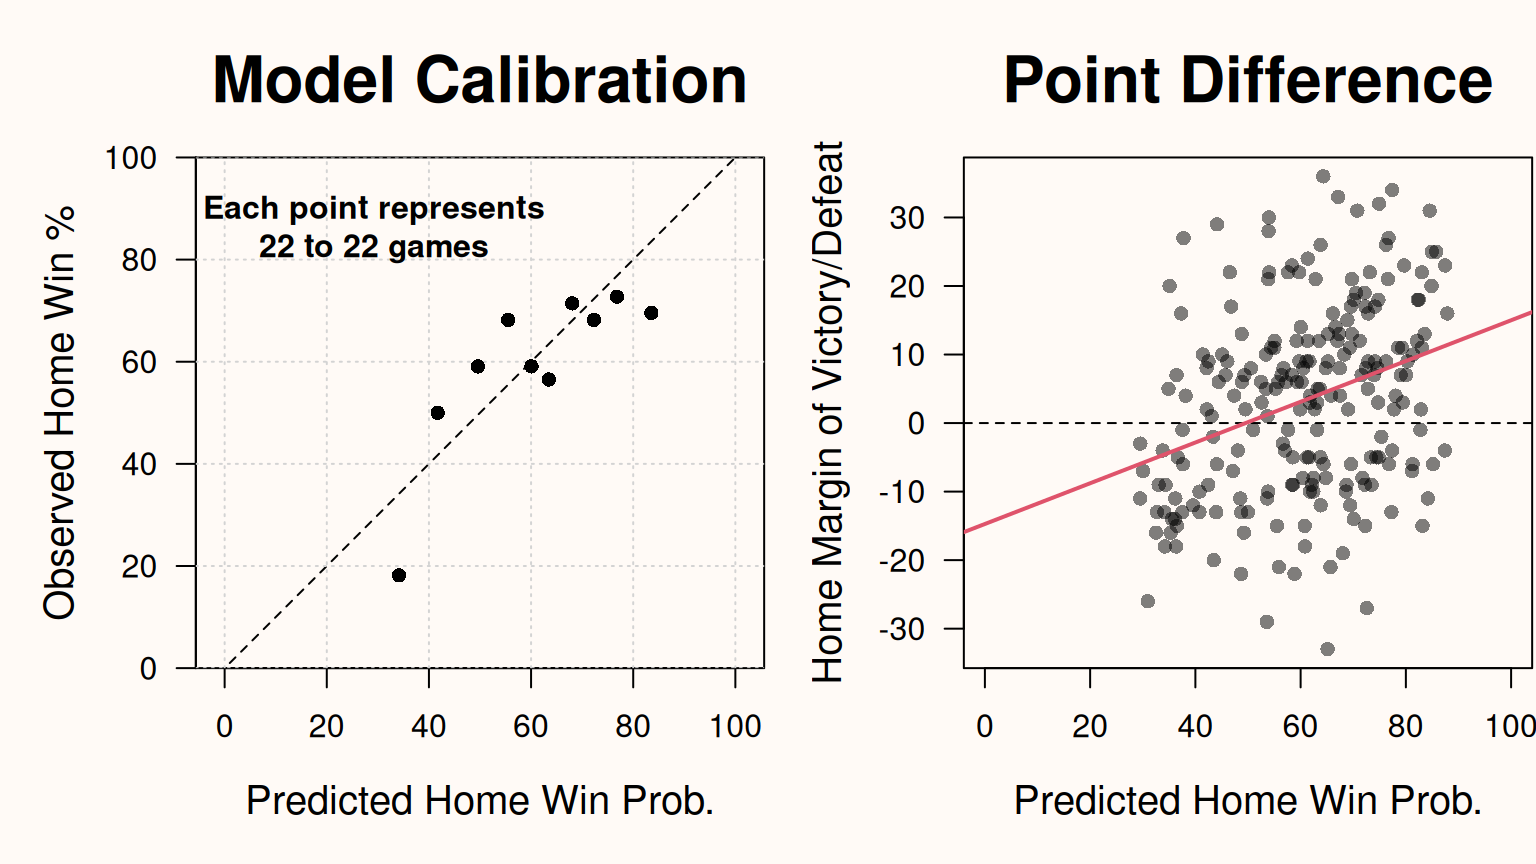 Model Calibration
Each point represents
22 to 22 games
Observed Home Win %
100
80
60
40
20
0
0 20 40 60 80 100
Predicted Home Win Prob.
Point Difference
Home Margin of Victory/Defeat
30
20
10
0
-10
-20
-30
0 20 40 60 80 100
Predicted Home Win Prob.